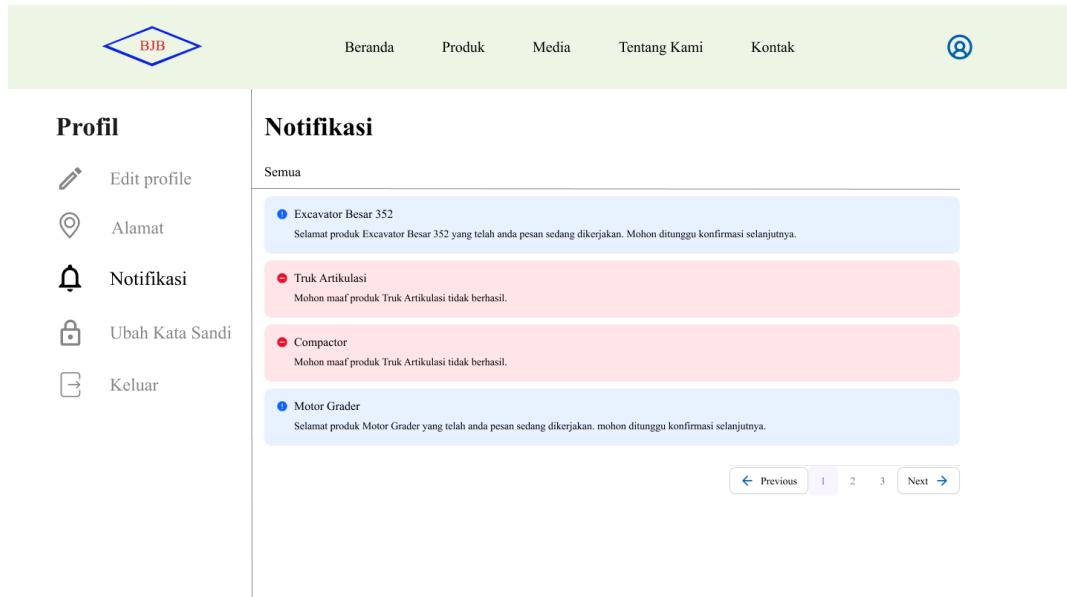 BJB
Beranda Produk Media Tentang Kami Kontak
Profil
Edit profile
Alamat
Notifikasi
Ubah Kata Sandi
Keluar
Notifikasi
Semua
Excavator Besar 352
Selamat produk Excavator Besar 352 yang telah anda pesan sedang dikerjakan. Mohon ditunggu konfirmasi selanjutnya.
Truk Artikulasi
Mohon maaf produk Truk Artikulasi tidak berhasil.
Compactor
Mohon maaf produk Truk Artikulasi tidak berhasil.
Motor Grader
Selamat produk Motor Grader yang telah anda pesan sedang dikerjakan. mohon ditunggu konfirmasi selanjutnya.
Previous 1 2 3 Next